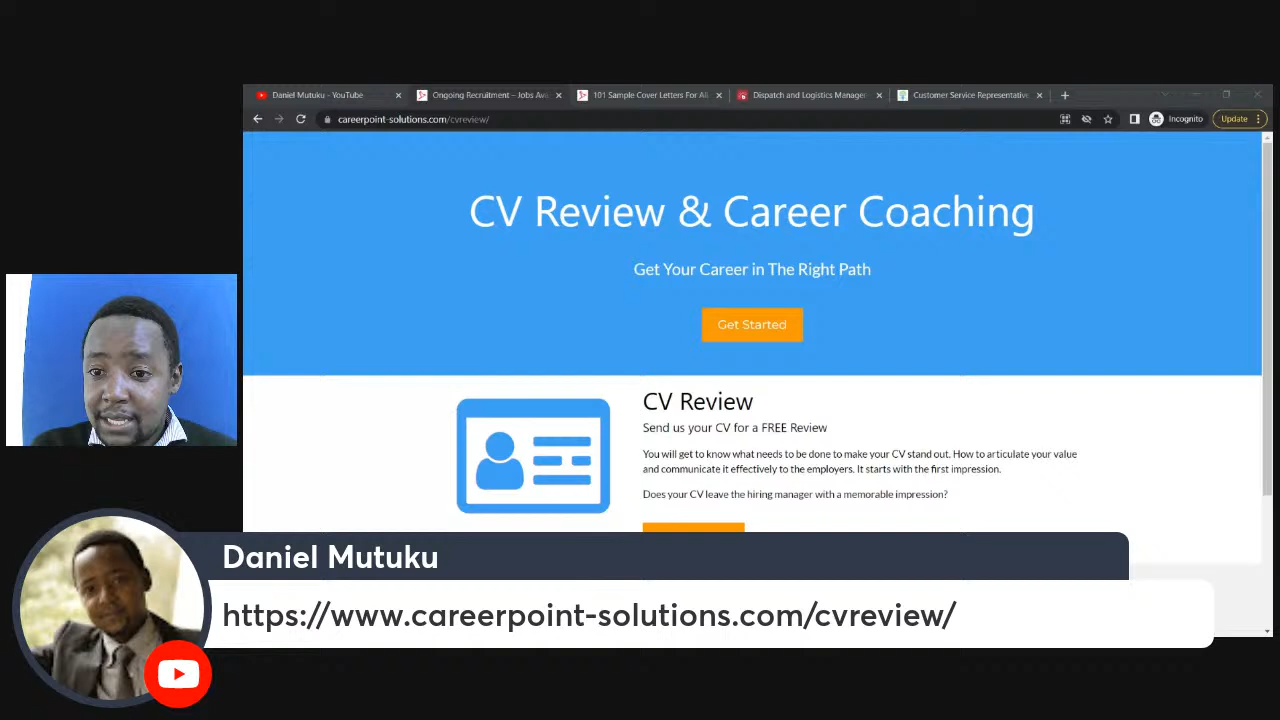 Daniel Mutuku - YouTube
Ongoing Recruitment – Jobs Ava
101 Sample Cover Letters For All
Dispatch and Logistics Manager
Customer Service Representative
careerpoint-solutions.com/cvreview/
Incognito
Update
CV Review & Career Coaching
Get Your Career in The Right Path
Get Started
CV Review
Send us your CV for a FREE Review
You will get to know what needs to be done to make your CV stand out. How to articulate your value
and communicate it effectively to the employers. It starts with the first impression.
Does your CV leave the hiring manager with a memorable impression?
Daniel Mutuku
https://www.careerpoint-solutions.com/cvreview/